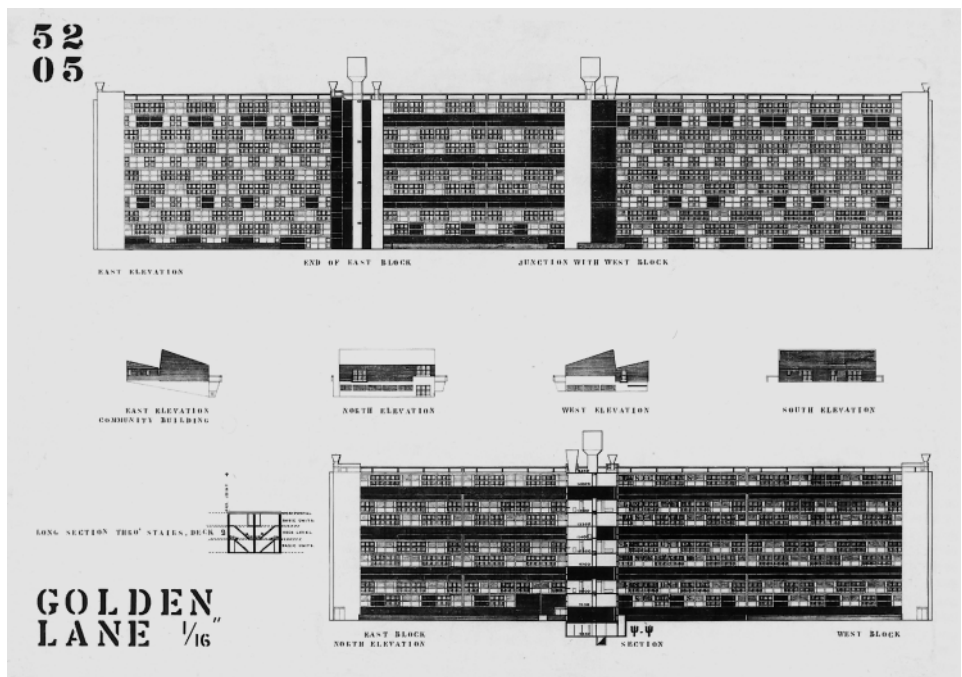 52
05
EAST ELEVATION
END OF EAST BLOCK
JUNCTION WITH WEST BLOCK
EAST ELEVATION
COMMUNITY BUILDING
NORTH ELEVATION
WEST ELEVATION
SOUTH ELEVATION
LONG SECTION THRO' STAIRS, DECK 2
GOLDEN
LANE 1/16"
EAST BLOCK
NORTH ELEVATION
Ψ-Ψ
SECTION
WEST BLOCK